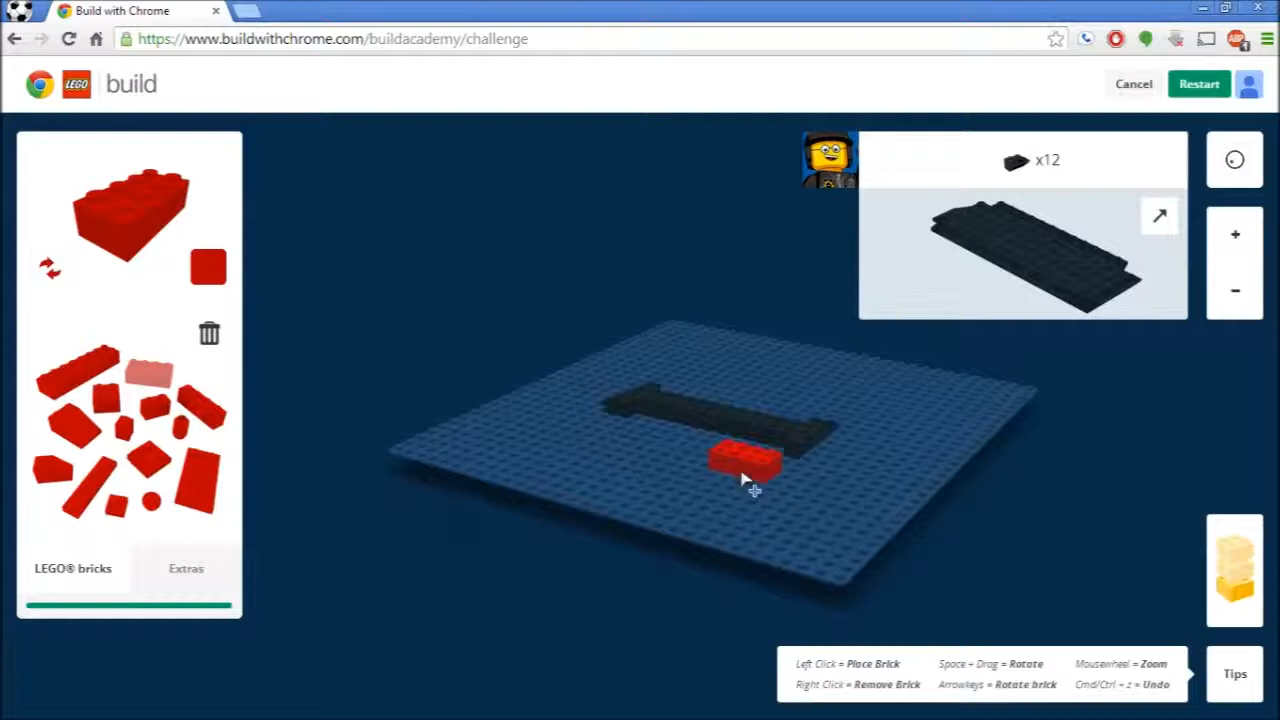 Build with Chrome
https://www.buildwithchrome.com/buildacademy/challenge
LEGO build
Cancel
Restart
x12
+
-
LEGO® bricks
Extras
Left Click = Place Brick
Space + Drag = Rotate
Mousewheel = Zoom
Right Click = Remove Brick
Arrowkeys = Rotate brick
Cmd/Ctrl + z = Undo
Tips